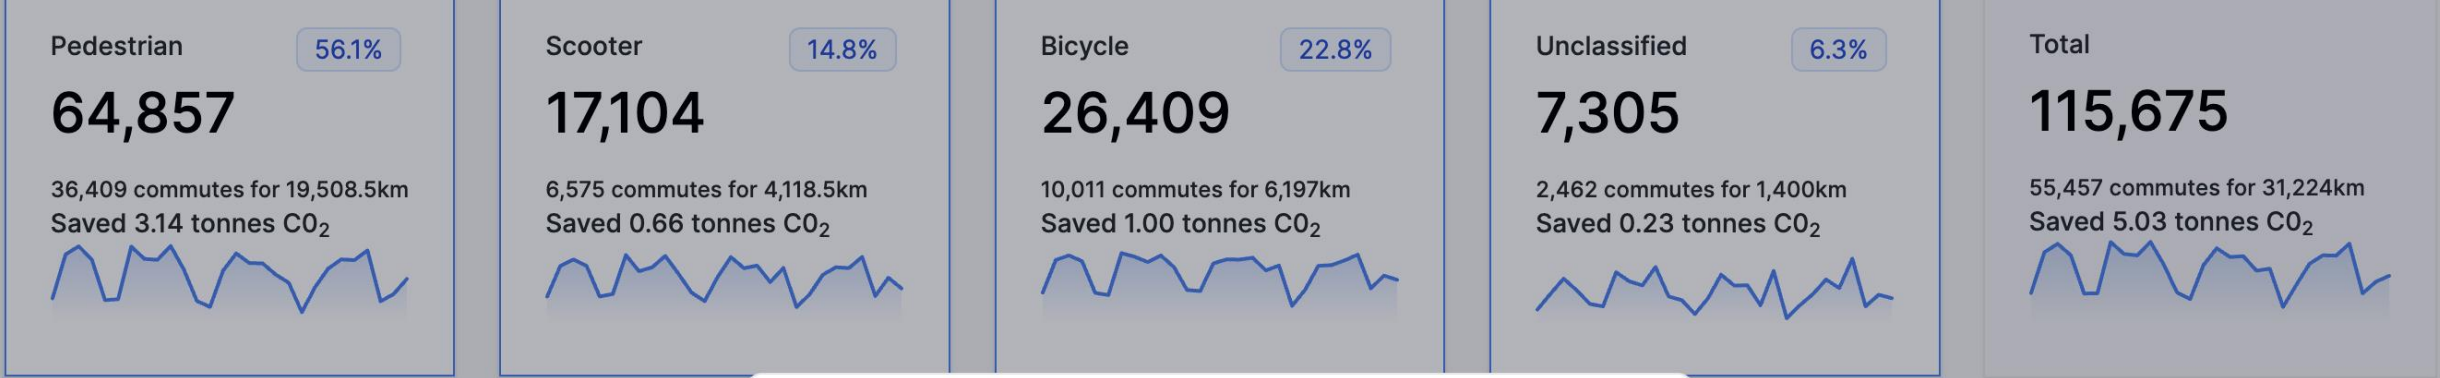 Pedestrian 56.1%
64,857
36,409 commutes for 19,508.5km
Saved 3.14 tonnes C0₂
Scooter 14.8%
17,104
6,575 commutes for 4,118.5km
Saved 0.66 tonnes C0₂
Bicycle 22.8%
26,409
10,011 commutes for 6,197km
Saved 1.00 tonnes C0₂
Unclassified 6.3%
7,305
2,462 commutes for 1,400km
Saved 0.23 tonnes C0₂
Total
115,675
55,457 commutes for 31,224km
Saved 5.03 tonnes C0₂